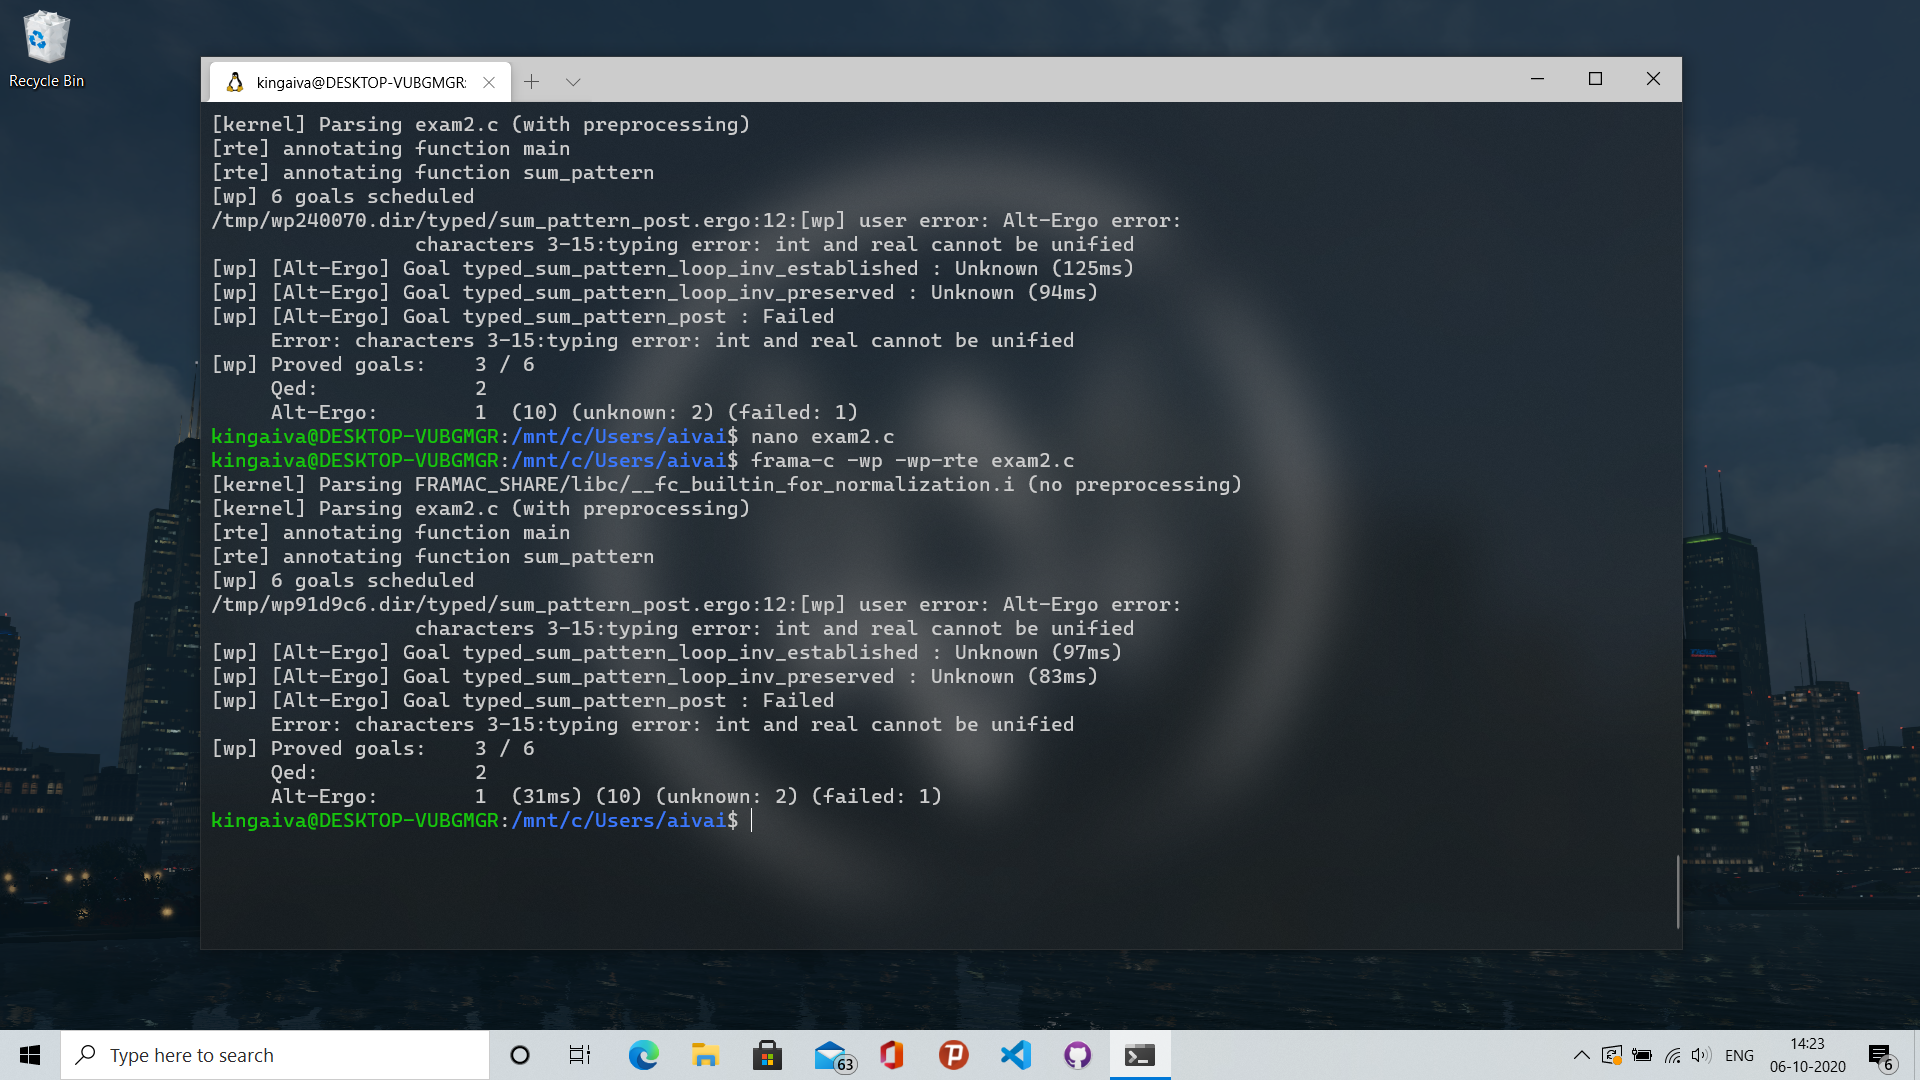 Recycle Bin
kingaiva@DESKTOP-VUBGMGR:
[kernel] Parsing exam2.c (with preprocessing)
[rte] annotating function main
[rte] annotating function sum_pattern
[wp] 6 goals scheduled
/tmp/wp240070.dir/typed/sum_pattern_post.ergo:12:[wp] user error: Alt-Ergo error:
characters 3-15:typing error: int and real cannot be unified
[wp] [Alt-Ergo] Goal typed_sum_pattern_loop_inv_established : Unknown (125ms)
[wp] [Alt-Ergo] Goal typed_sum_pattern_loop_inv_preserved : Unknown (94ms)
[wp] [Alt-Ergo] Goal typed_sum_pattern_post : Failed
Error: characters 3-15:typing error: int and real cannot be unified
[wp] Proved goals: 3 / 6
Qed: 2
Alt-Ergo: 1 (10) (unknown: 2) (failed: 1)
kingaiva@DESKTOP-VUBGMGR:/mnt/c/Users/aivai$ nano exam2.c
kingaiva@DESKTOP-VUBGMGR:/mnt/c/Users/aivai$ frama-c -wp -wp-rte exam2.c
[kernel] Parsing FRAMAC_SHARE/libc/__fc_builtin_for_normalization.i (no preprocessing)
[kernel] Parsing exam2.c (with preprocessing)
[rte] annotating function main
[rte] annotating function sum_pattern
[wp] 6 goals scheduled
/tmp/wp91d9c6.dir/typed/sum_pattern_post.ergo:12:[wp] user error: Alt-Ergo error:
characters 3-15:typing error: int and real cannot be unified
[wp] [Alt-Ergo] Goal typed_sum_pattern_loop_inv_established : Unknown (97ms)
[wp] [Alt-Ergo] Goal typed_sum_pattern_loop_inv_preserved : Unknown (83ms)
[wp] [Alt-Ergo] Goal typed_sum_pattern_post : Failed
Error: characters 3-15:typing error: int and real cannot be unified
[wp] Proved goals: 3 / 6
Qed: 2
Alt-Ergo: 1 (31ms) (10) (unknown: 2) (failed: 1)
kingaiva@DESKTOP-VUBGMGR:/mnt/c/Users/aivai$
Type here to search
63
ENG
14:23
06-10-2020
6